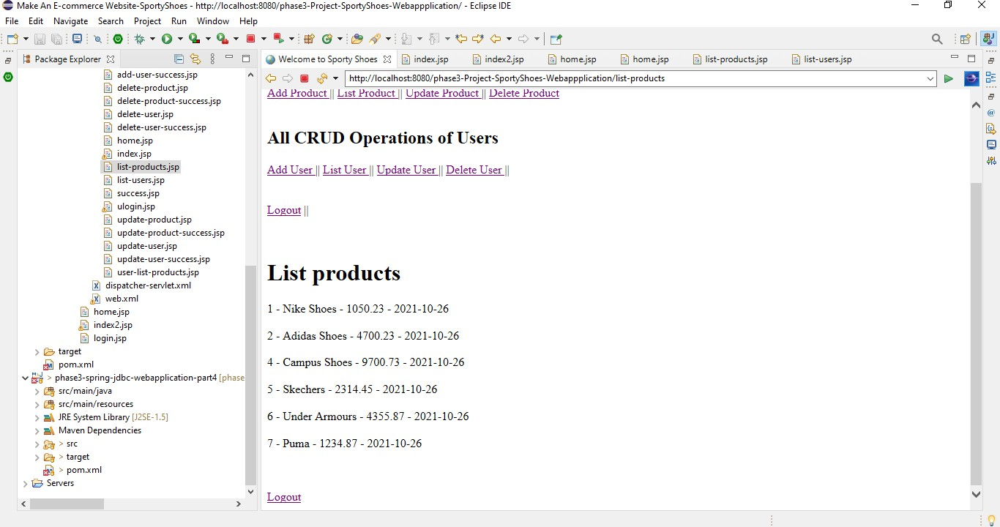 Make An E-commerce Website-SportyShoes - http://localhost:8080/phase3-Project-SportyShoes-Webappplication/ - Eclipse IDE
File Edit Navigate Search Project Run Window Help
Package Explorer
add-user-success.jsp
delete-product.jsp
delete-product-success.jsp
delete-user.jsp
delete-user-success.jsp
home.jsp
index.jsp
list-products.jsp
list-users.jsp
success.jsp
ulogin.jsp
update-product.jsp
update-product-success.jsp
update-user.jsp
update-user-success.jsp
user-list-products.jsp
dispatcher-servlet.xml
web.xml
home.jsp
index2.jsp
login.jsp
target
pom.xml
> phase3-spring-jdbc-webapplication-part4 [phase
src/main/java
src/main/resources
JRE System Library [J2SE-1.5]
Maven Dependencies
> src
> target
> pom.xml
Servers
Welcome to Sporty Shoes index.jsp index2.jsp home.jsp home.jsp list-products.jsp list-users.jsp
http://localhost:8080/phase3-Project-SportyShoes-Webappplication/list-products
Add Product || List Product || Update Product || Delete Product
All CRUD Operations of Users
Add User || List User || Update User || Delete User ||
Logout ||
List products
1 - Nike Shoes - 1050.23 - 2021-10-26
2 - Adidas Shoes - 4700.23 - 2021-10-26
4 - Campus Shoes - 9700.73 - 2021-10-26
5 - Skechers - 2314.45 - 2021-10-26
6 - Under Armours - 4355.87 - 2021-10-26
7 - Puma - 1234.87 - 2021-10-26
Logout